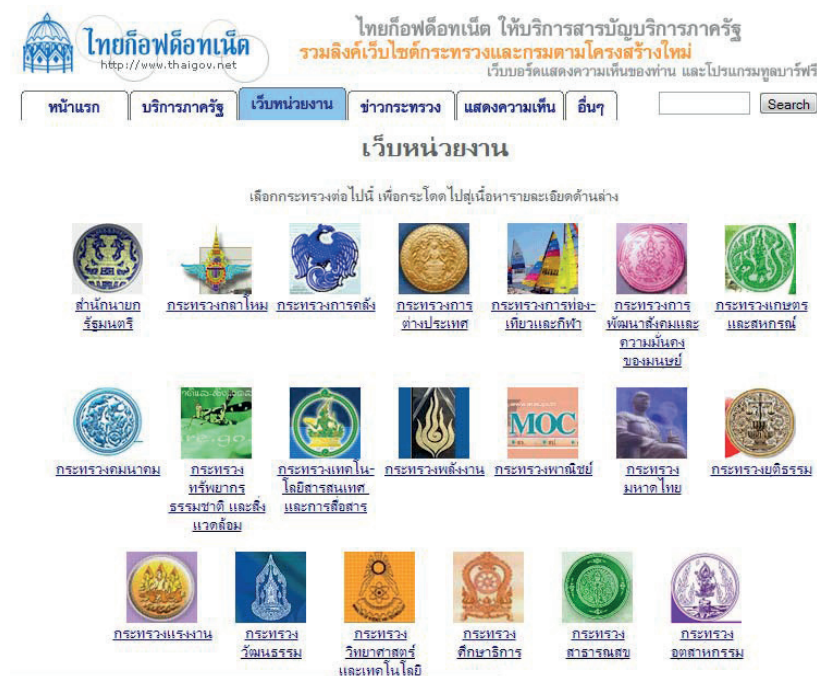 ไทยก็อฟด็อทเน็ต
http://www.thaigov.net
ไทยก็อฟด็อทเน็ต ให้บริการสารบัญบริการภาครัฐ
รวมลิงค์เว็บไซต์กระทรวงและกรมตามโครงสร้างใหม่
เว็บบอร์ดแสดงความเห็นของท่าน และโปรแกรมทูลบาร์ฟรี
หน้าแรก บริการภาครัฐ เว็บหน่วยงาน ข่าวกระทรวง แสดงความเห็น อื่นๆ Search
เว็บหน่วยงาน
เลือกกระทรวงต่อไปนี้ เพื่อกระโดดไปสู่เนื้อหารายละเอียดด้านล่าง
สำนักนายก
รัฐมนตรี
กระทรวงกลาโหม
กระทรวงการคลัง
กระทรวงการ
ต่างประเทศ
กระทรวงการท่อง-
เที่ยวและกีฬา
กระทรวงการ
พัฒนาสังคมและ
ความมั่นคง
ของมนุษย์
กระทรวงเกษตร
และสหกรณ์
MOC
กระทรวงคมนาคม
กระทรวง
ทรัพยากร
ธรรมชาติ และสิ่ง
แวดล้อม
กระทรวงเทคโน-
โลยีสารสนเทศ
และการสื่อสาร
กระทรวงพลังงาน
กระทรวงพาณิชย์
กระทรวง
มหาดไทย
กระทรวงยุติธรรม
กระทรวงแรงงาน
กระทรวง
วัฒนธรรม
กระทรวง
วิทยาศาสตร์
และเทคโนโลยี
กระทรวง
ศึกษาธิการ
กระทรวง
สาธารณสุข
กระทรวง
อุตสาหกรรม